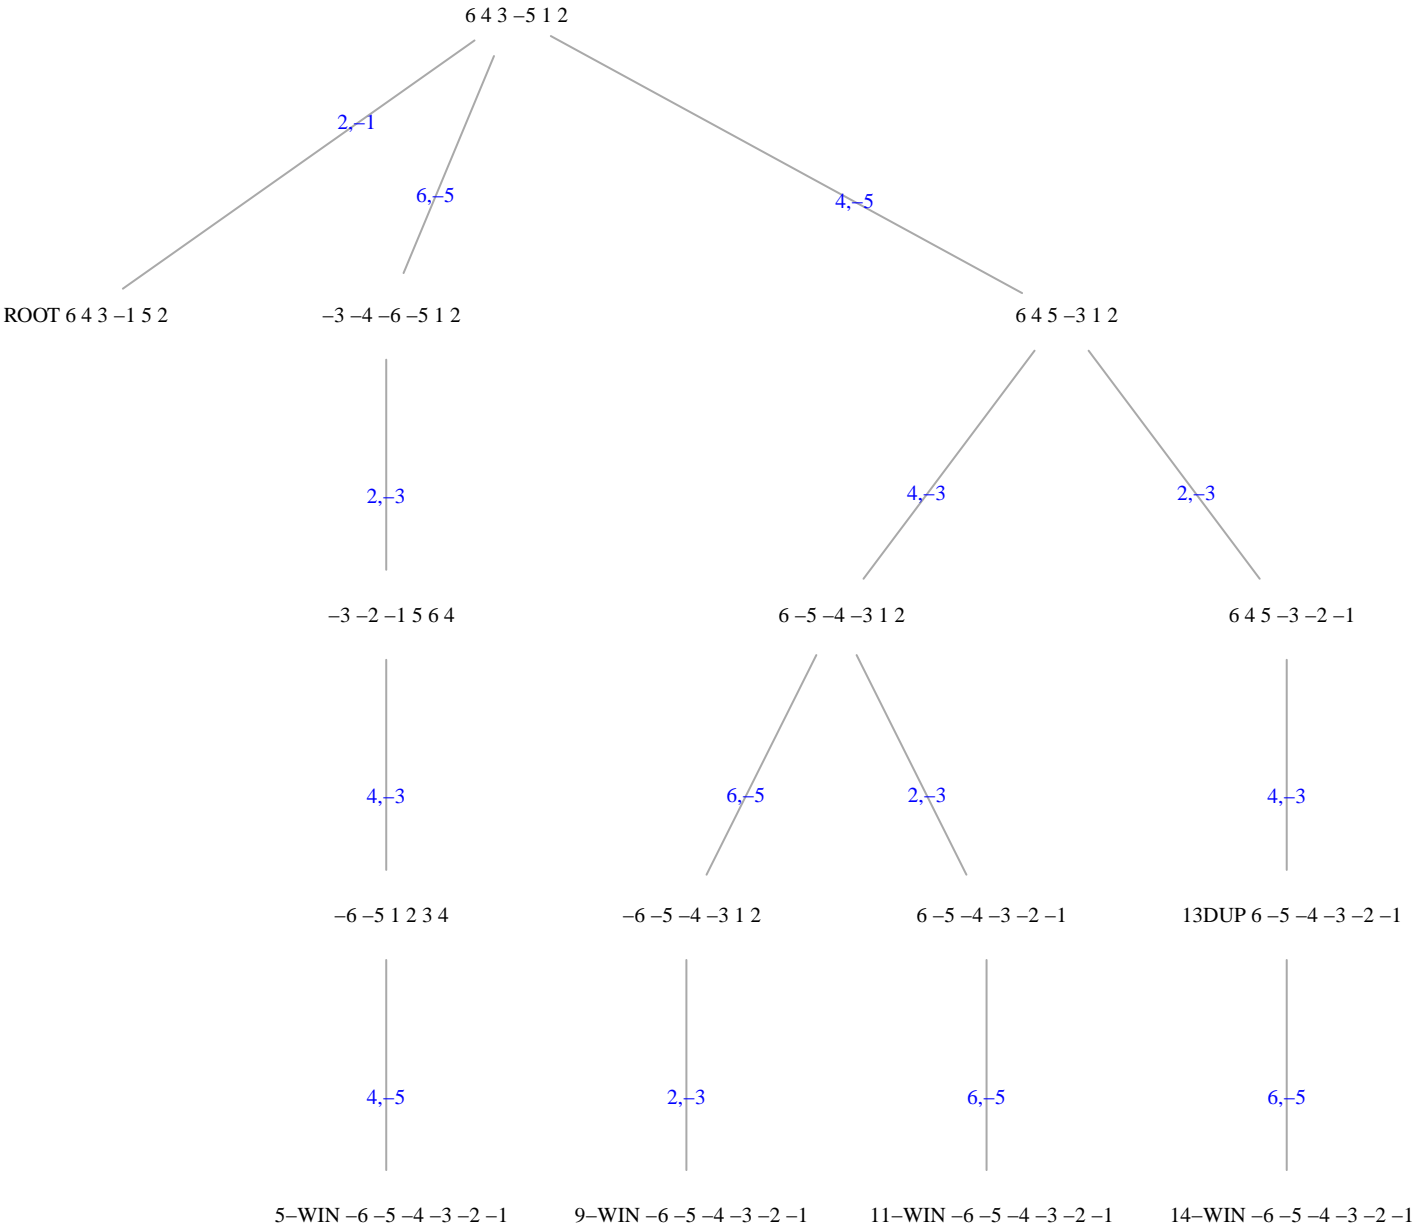 6 4 3 –5 1 2
2,–1
6,–5
4,–5
ROOT 6 4 3 –1 5 2
–3 –4 –6 –5 1 2
6 4 5 –3 1 2
2,–3
4,–3
2,–3
–3 –2 –1 5 6 4
6 –5 –4 –3 1 2
6 4 5 –3 –2 –1
4,–3
6,–5
2,–3
4,–3
–6 –5 1 2 3 4
–6 –5 –4 –3 1 2
6 –5 –4 –3 –2 –1
13DUP 6 –5 –4 –3 –2 –1
4,–5
2,–3
6,–5
6,–5
5–WIN –6 –5 –4 –3 –2 –1
9–WIN –6 –5 –4 –3 –2 –1
11–WIN –6 –5 –4 –3 –2 –1
14–WIN –6 –5 –4 –3 –2 –1